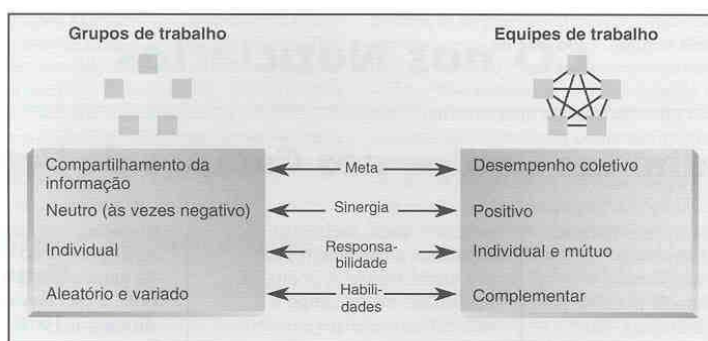 Grupos de trabalho
Equipes de trabalho
Compartilhamento da
informação
Meta
Desempenho coletivo
Neutro (às vezes negativo)
Sinergia
Positivo
Individual
Responsa-
bilidade
Individual e mútuo
Aleatório e variado
Habili-
dades
Complementar